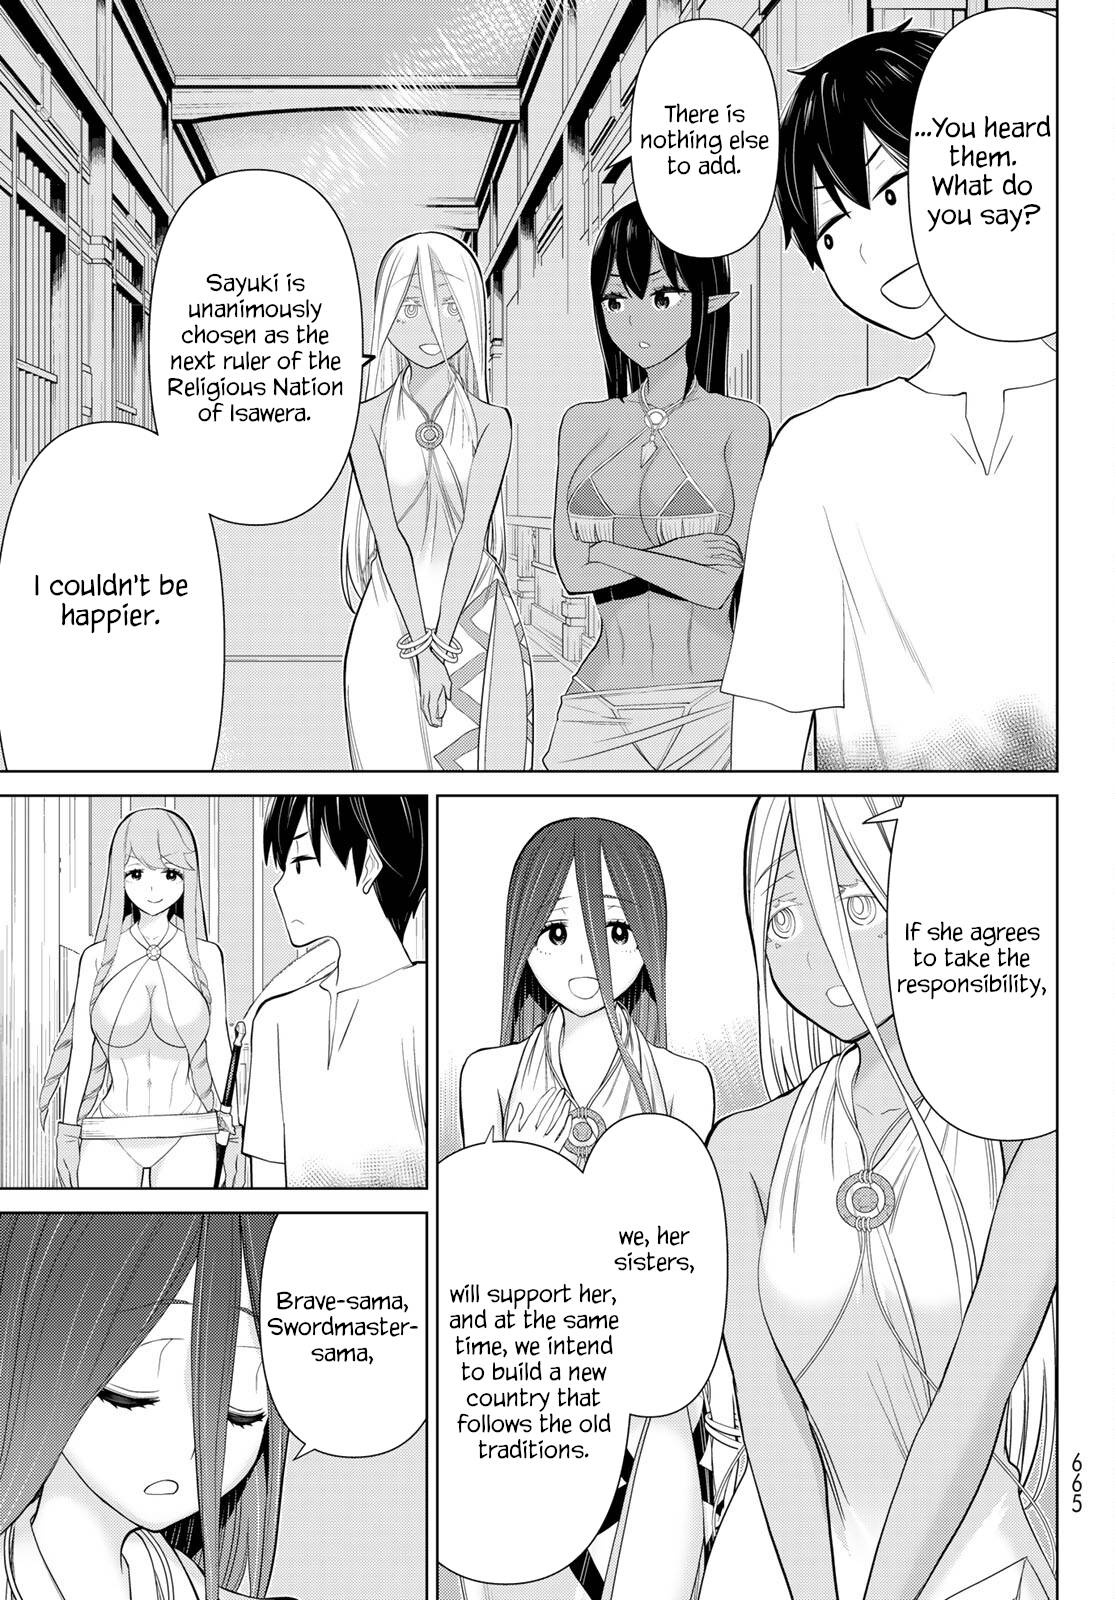 ...You heard
them.
What do
you say?
There is
nothing else
to add.
Sayuki is
unanimously
chosen as the
next ruler of the
Religious Nation
of Isawera.
I couldn't be
happier.
If she agrees
to take the
responsibility,
we, her
sisters,
will support her,
and at the same
time, we intend
to build a new
country that
follows the old
traditions.
Brave-sama,
Swordmaster-
sama,
665